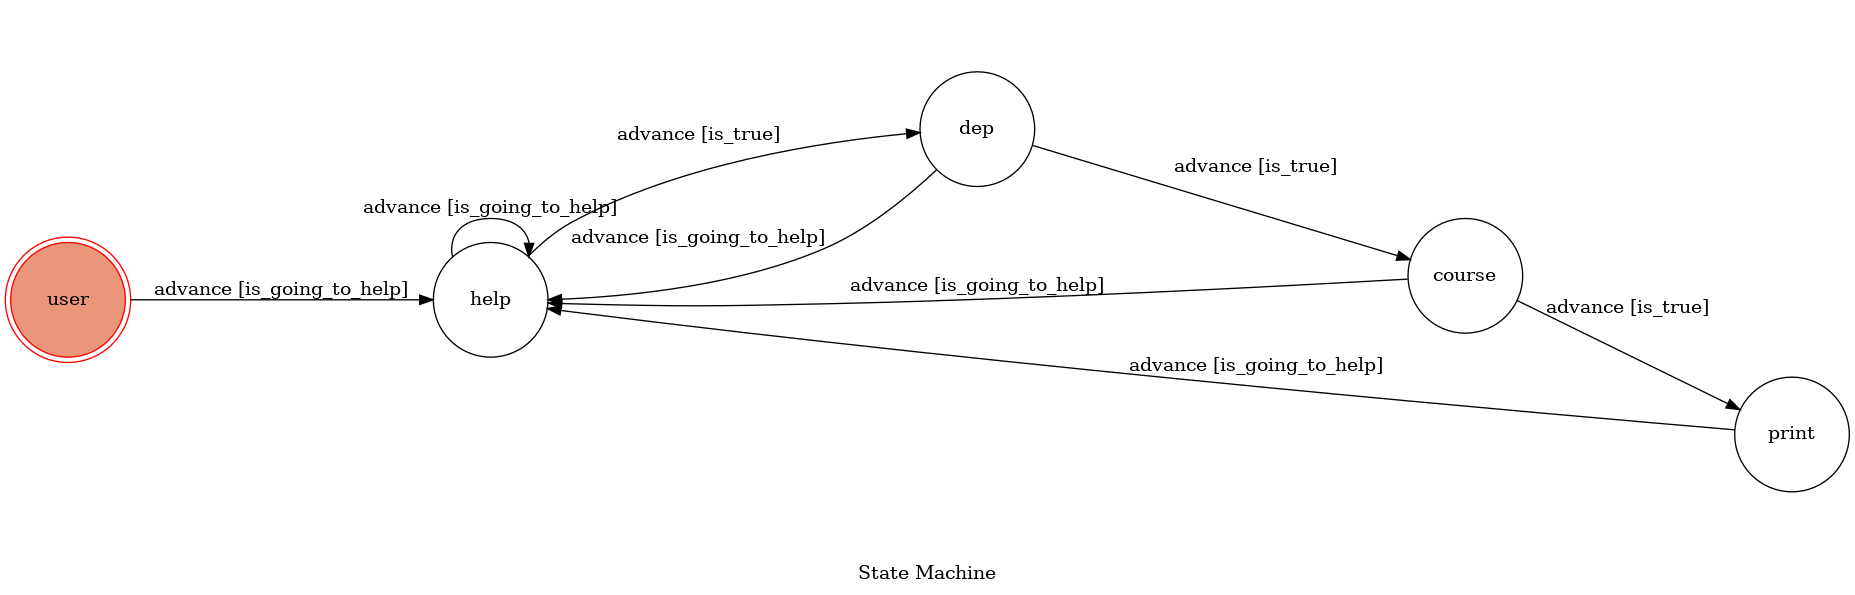 dep
advance [is_true]
advance [is_true]
advance [is_going_to_help]
advance [is_going_to_help]
user
advance [is_going_to_help]
help
advance [is_going_to_help]
course
advance [is_true]
advance [is_going_to_help]
print
State Machine